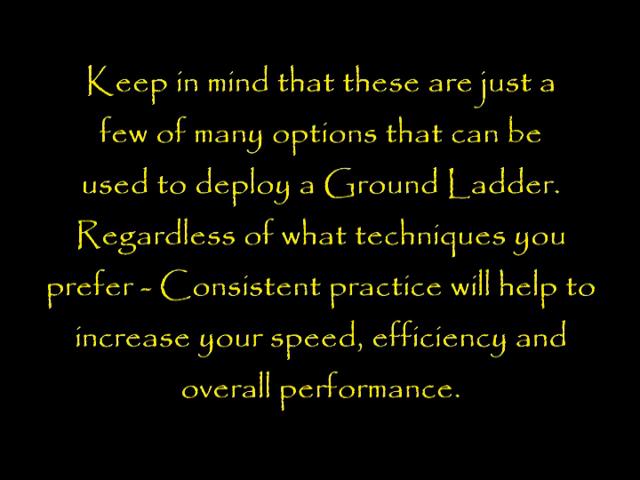 Keep in mind that these are just a
few of many options that can be
used to deploy a Ground Ladder.
Regardless of what techniques you
prefer - Consistent practice will help to
increase your speed, efficiency and
overall performance.